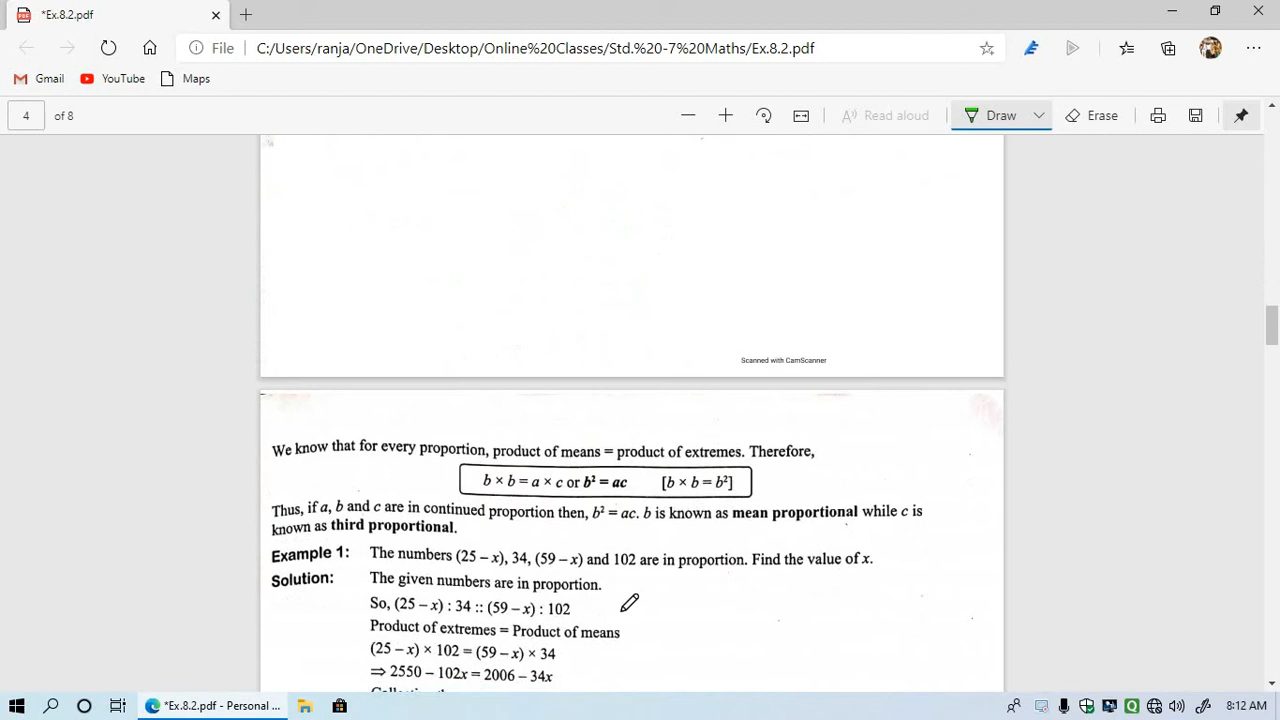 *Ex.8.2.pdf
File C:/Users/ranja/OneDrive/Desktop/Online%20Classes/Std.%20-7%20Maths/Ex.8.2.pdf
Gmail YouTube Maps
4 of 8 Read aloud Draw Erase
Scanned with CamScanner
We know that for every proportion, product of means = product of extremes. Therefore,
b × b = a × c or b² = ac [b × b = b²]
Thus, if a, b and c are in continued proportion then, b² = ac. b is known as mean proportional while c is
known as third proportional.
Example 1: The numbers (25 – x), 34, (59 – x) and 102 are in proportion. Find the value of x.
Solution: The given numbers are in proportion.
So, (25 – x) : 34 :: (59 – x) : 102
Product of extremes = Product of means
(25 – x) × 102 = (59 – x) × 34
⇒ 2550 – 102x = 2006 – 34x
*Ex.8.2.pdf - Personal ... 8:12 AM